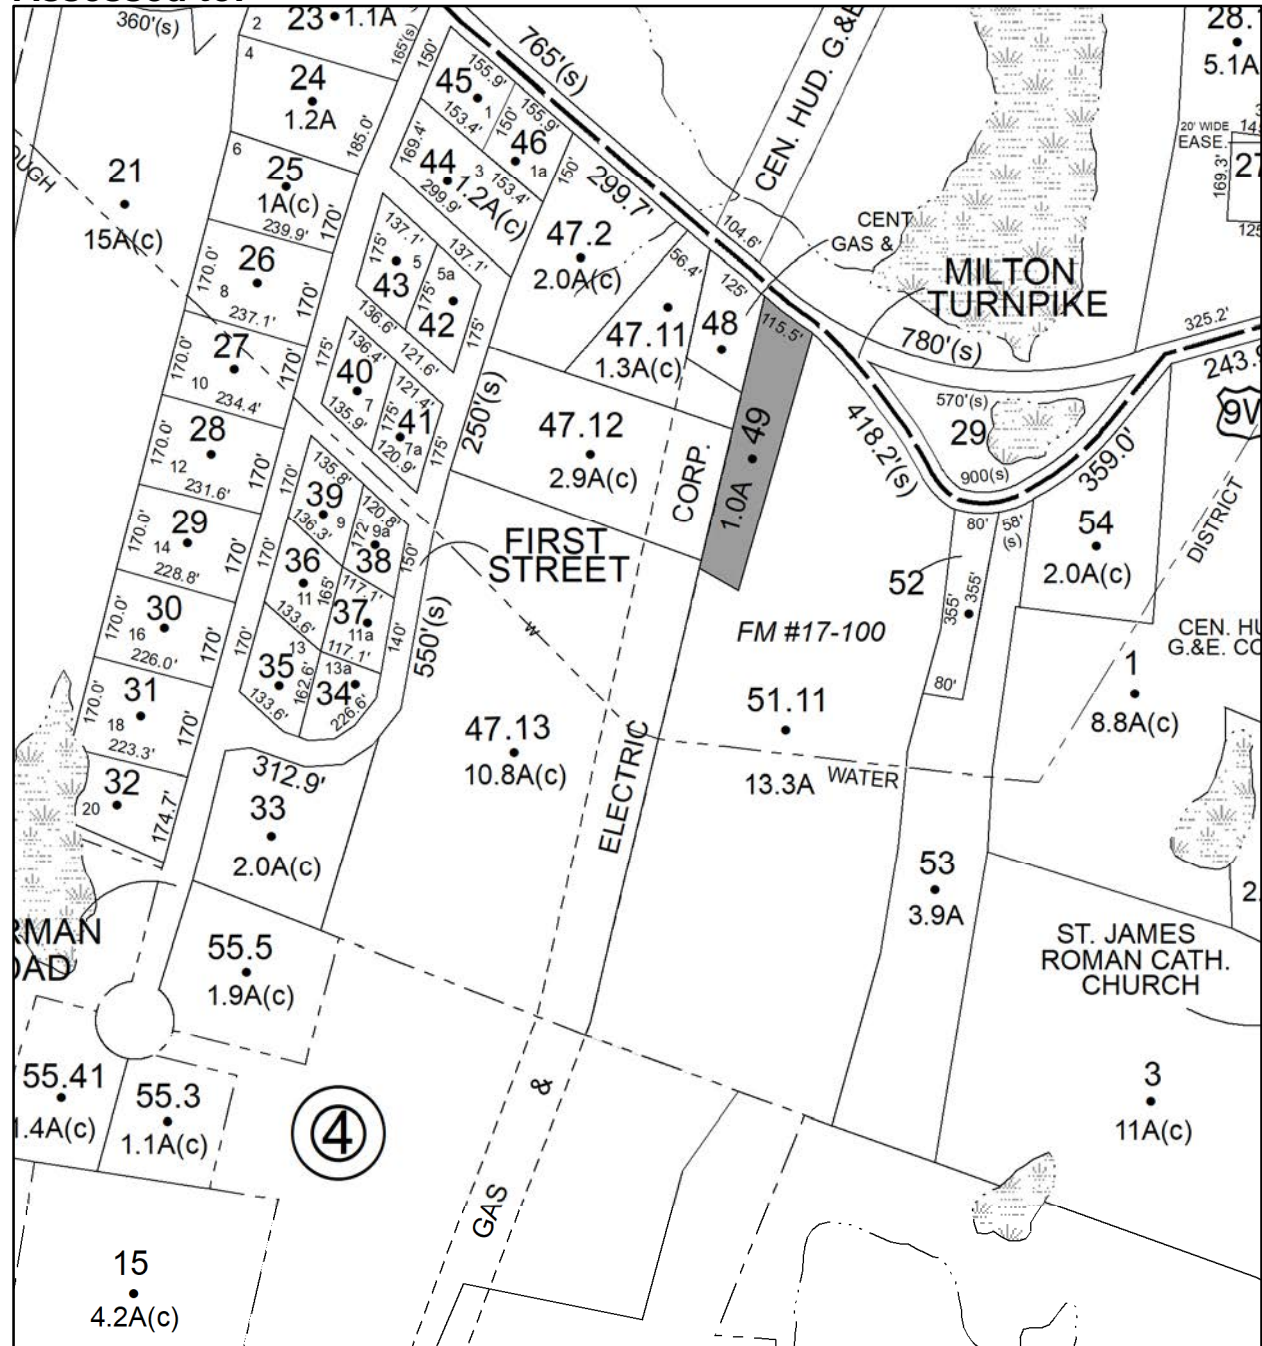 360'(s)
2
23
1.1A
165'(s)
4
24
1.2A
185.0'
6
25
1A(c)
239.9'
170'
21
15A(c)
26
8
170.0'
237.1'
170'
27
10
170.0'
234.4'
170'
28
12
170.0'
231.6'
170'
29
14
170.0'
228.8'
170'
30
16
170.0'
226.0'
170'
31
18
170.0'
223.3'
170'
32
20
174.7'
150'
45
155.9'
1
153.4'
150'
155.9'
46
1a
150'
765'(s)
169.4'
44
3
153.4'
1.2A(c)
299.9'
299.7'
47.2
2.0A(c)
137.1'
175'
5
43
137.1'
5a
175'
42
175'
136.6'
121.6'
136.4'
175'
40
7
135.9'
121.4'
175'
41
7a
120.9'
175'
250'(s)
170'
135.8'
39
9
136.3'
120.8'
172'
9a
38
150'
170'
36
11
165'
133.6'
117.1'
37
11a
117.1'
140'
170'
35
13
162.6'
133.6'
13a
34
226.6'
550'(s)
FIRST
STREET
312.9'
33
2.0A(c)
CEN. HUD. G.&E
104.6'
CENT
GAS &
56.4'
125'
47.11
1.3A(c)
48
115.5'
49
1.0A
47.12
2.9A(c)
CORP.
MILTON
TURNPIKE
780'(s)
570'(s)
29
900(s)
418.2'(s)
359.0'
325.2'
243.9
28.
5.1A
20' WIDE
EASE.
169.3'
27
125
9W
DISTRICT
80'
58'
(s)
54
2.0A(c)
52
355'
355'
80'
FM #17-100
51.11
13.3A
W
WATER
47.13
10.8A(c)
ELECTRIC
CEN. HU
G.&E. CO
1
8.8A(c)
53
3.9A
2.
ST. JAMES
ROMAN CATH.
CHURCH
3
11A(c)
RMAN
OAD
55.5
1.9A(c)
55.41
1.4A(c)
55.3
1.1A(c)
4
&
GAS
15
4.2A(c)